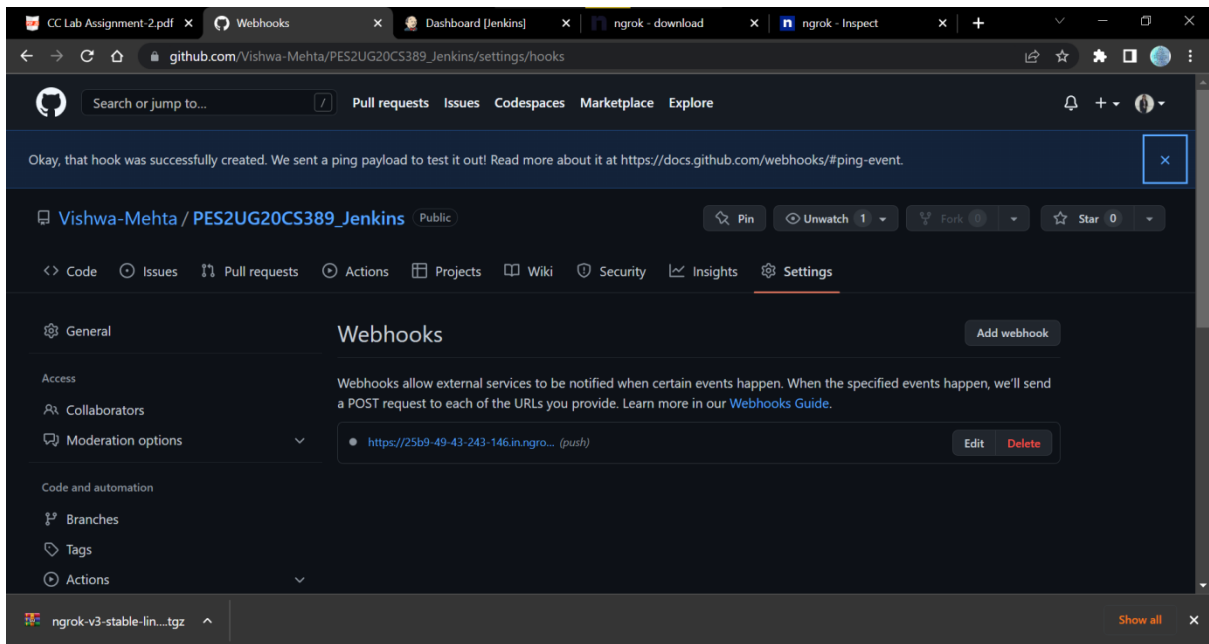 CC Lab Assignment-2.pdf
Webhooks
Dashboard [Jenkins]
ngrok - download
ngrok - Inspect
github.com/Vishwa-Mehta/PES2UG20CS389_Jenkins/settings/hooks
Search or jump to...
/
Pull requests Issues Codespaces Marketplace Explore
Okay, that hook was successfully created. We sent a ping payload to test it out! Read more about it at https://docs.github.com/webhooks/#ping-event.
Vishwa-Mehta / PES2UG20CS389_Jenkins Public
Pin
Unwatch 1
Fork 0
Star 0
Code Issues Pull requests Actions Projects Wiki Security Insights Settings
General
Access
Collaborators
Moderation options
Code and automation
Branches
Tags
Actions
Webhooks
Add webhook
Webhooks allow external services to be notified when certain events happen. When the specified events happen, we'll send
a POST request to each of the URLs you provide. Learn more in our Webhooks Guide.
https://25b9-49-43-243-146.in.ngro... (push)
Edit
Delete
ngrok-v3-stable-lin....tgz
Show all